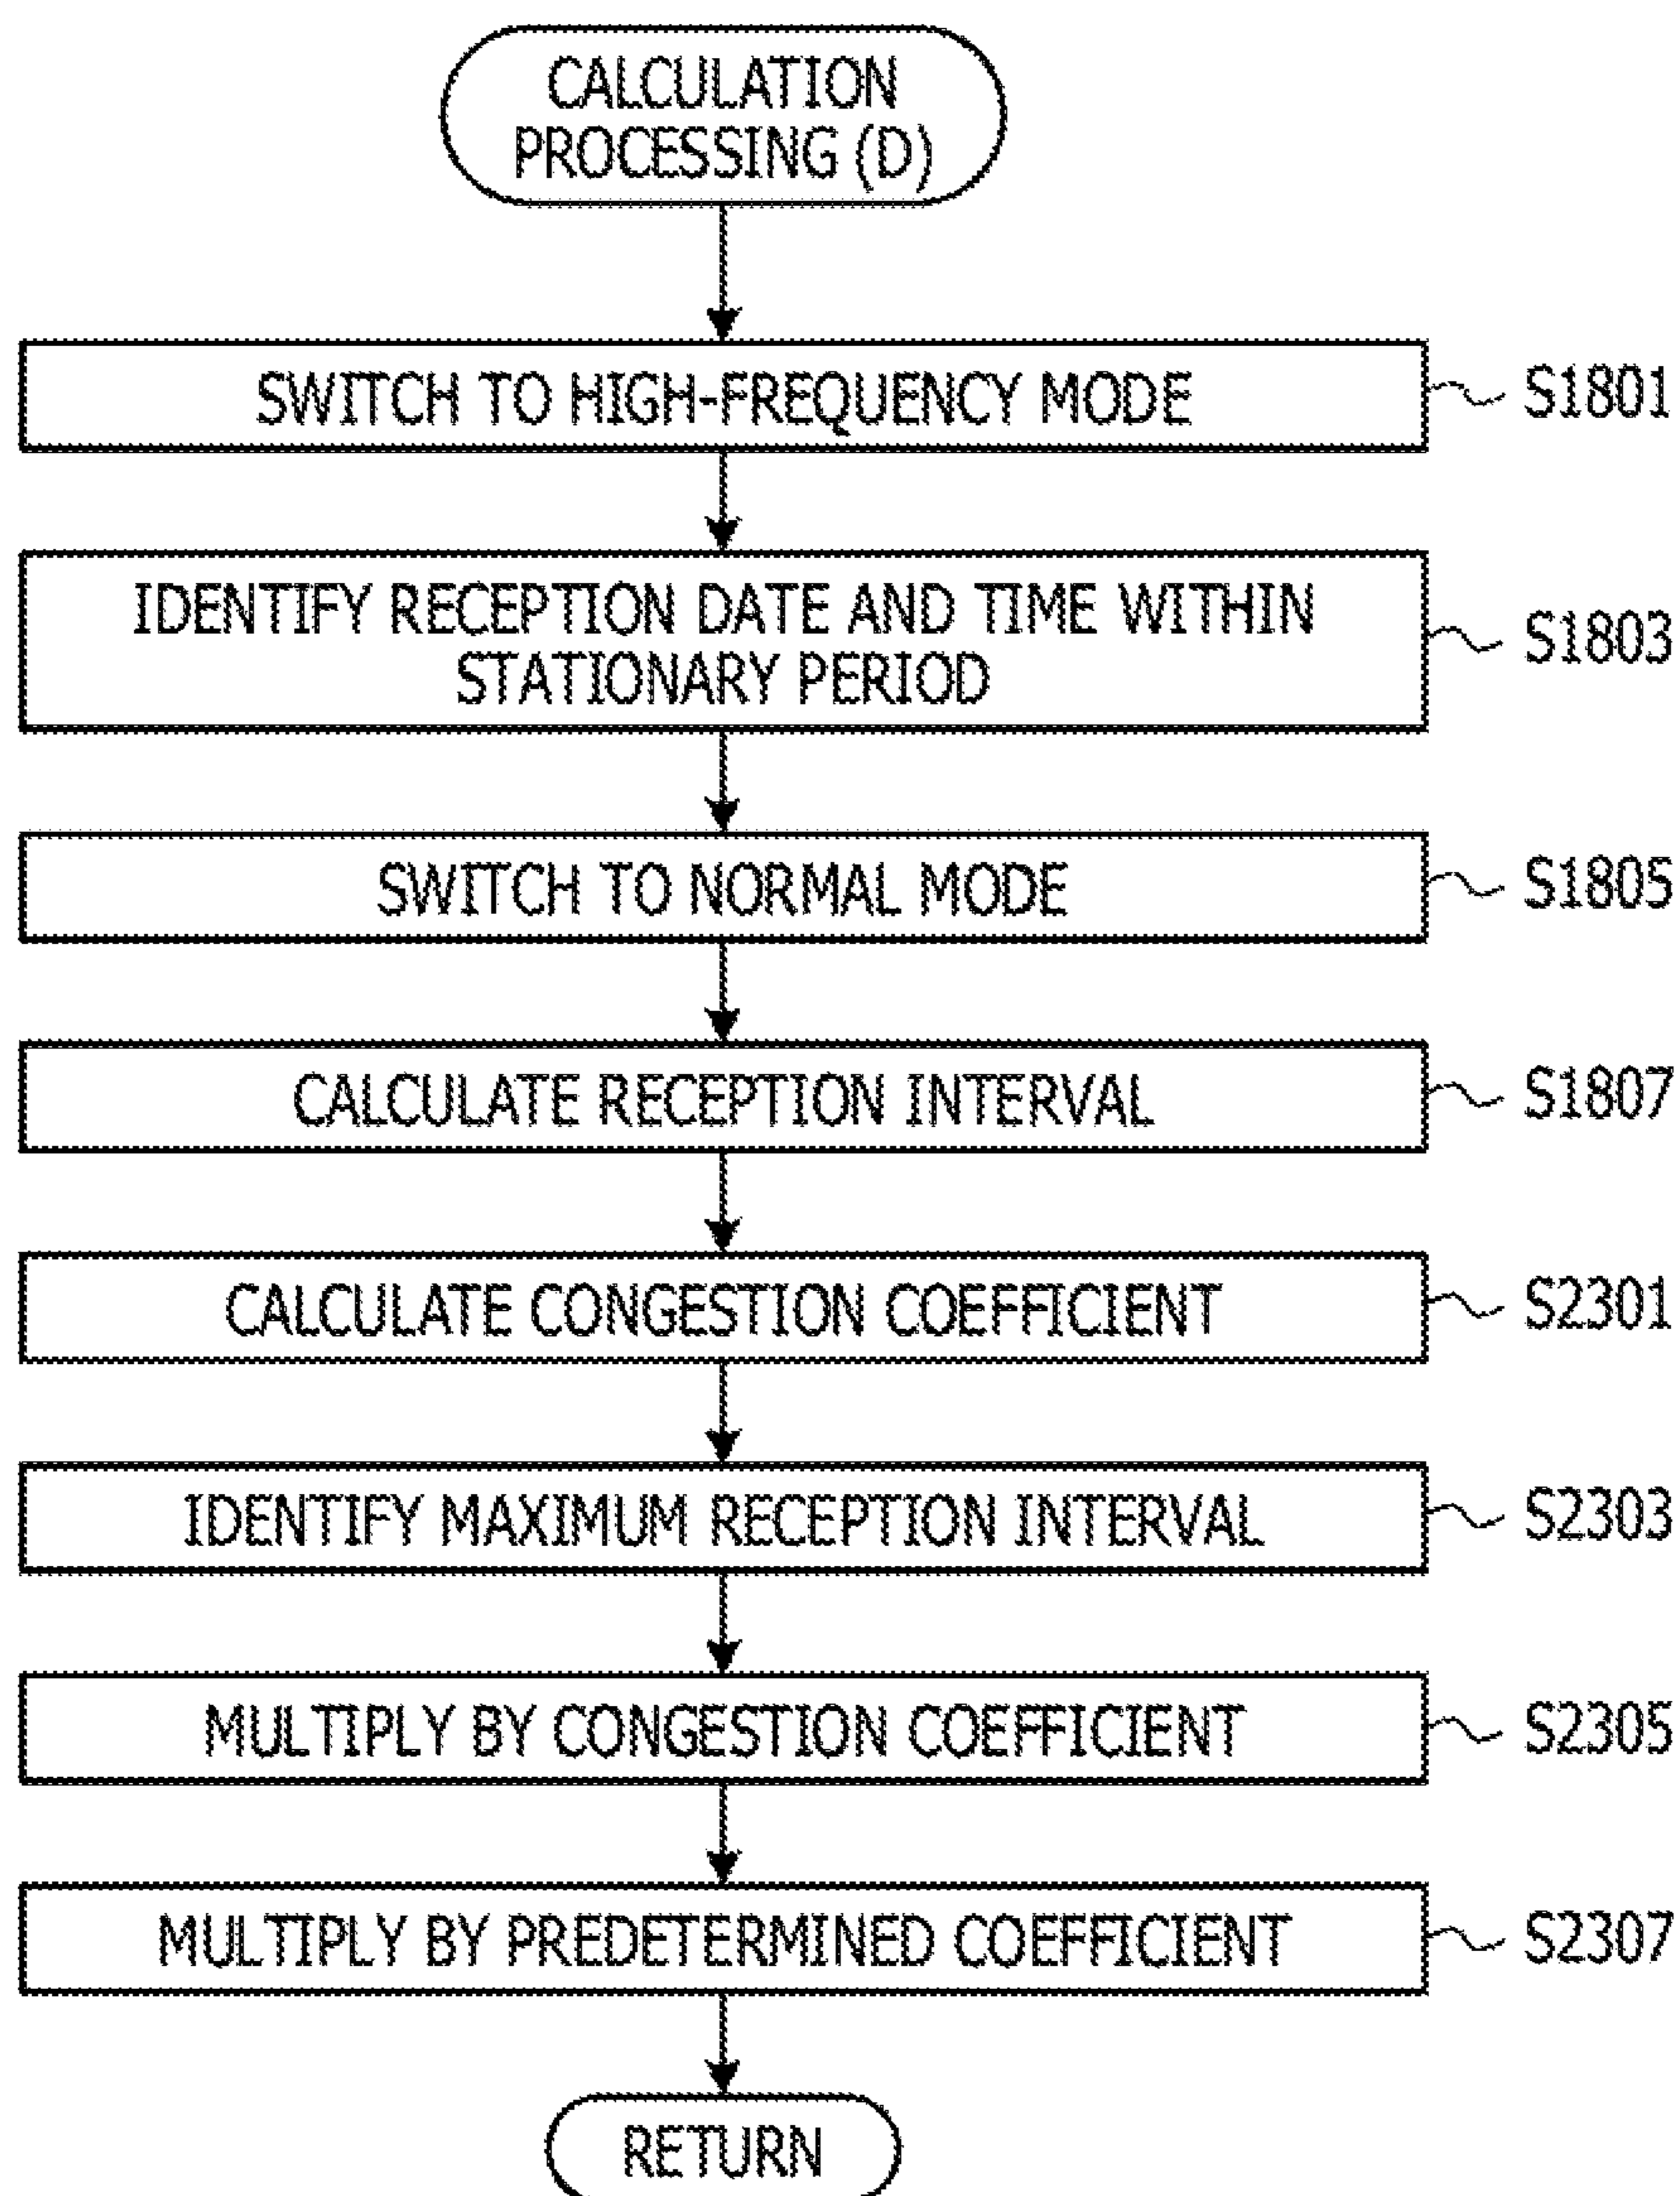 CALCULATION
PROCESSING (D)
SWITCH TO HIGH-FREQUENCY MODE
S1801
IDENTIFY RECEPTION DATE AND TIME WITHIN
STATIONARY PERIOD
S1803
SWITCH TO NORMAL MODE
S1805
CALCULATE RECEPTION INTERVAL
S1807
CALCULATE CONGESTION COEFFICIENT
S2301
IDENTIFY MAXIMUM RECEPTION INTERVAL
S2303
MULTIPLY BY CONGESTION COEFFICIENT
S2305
MULTIPLY BY PREDETERMINED COEFFICIENT
S2307
RETURN